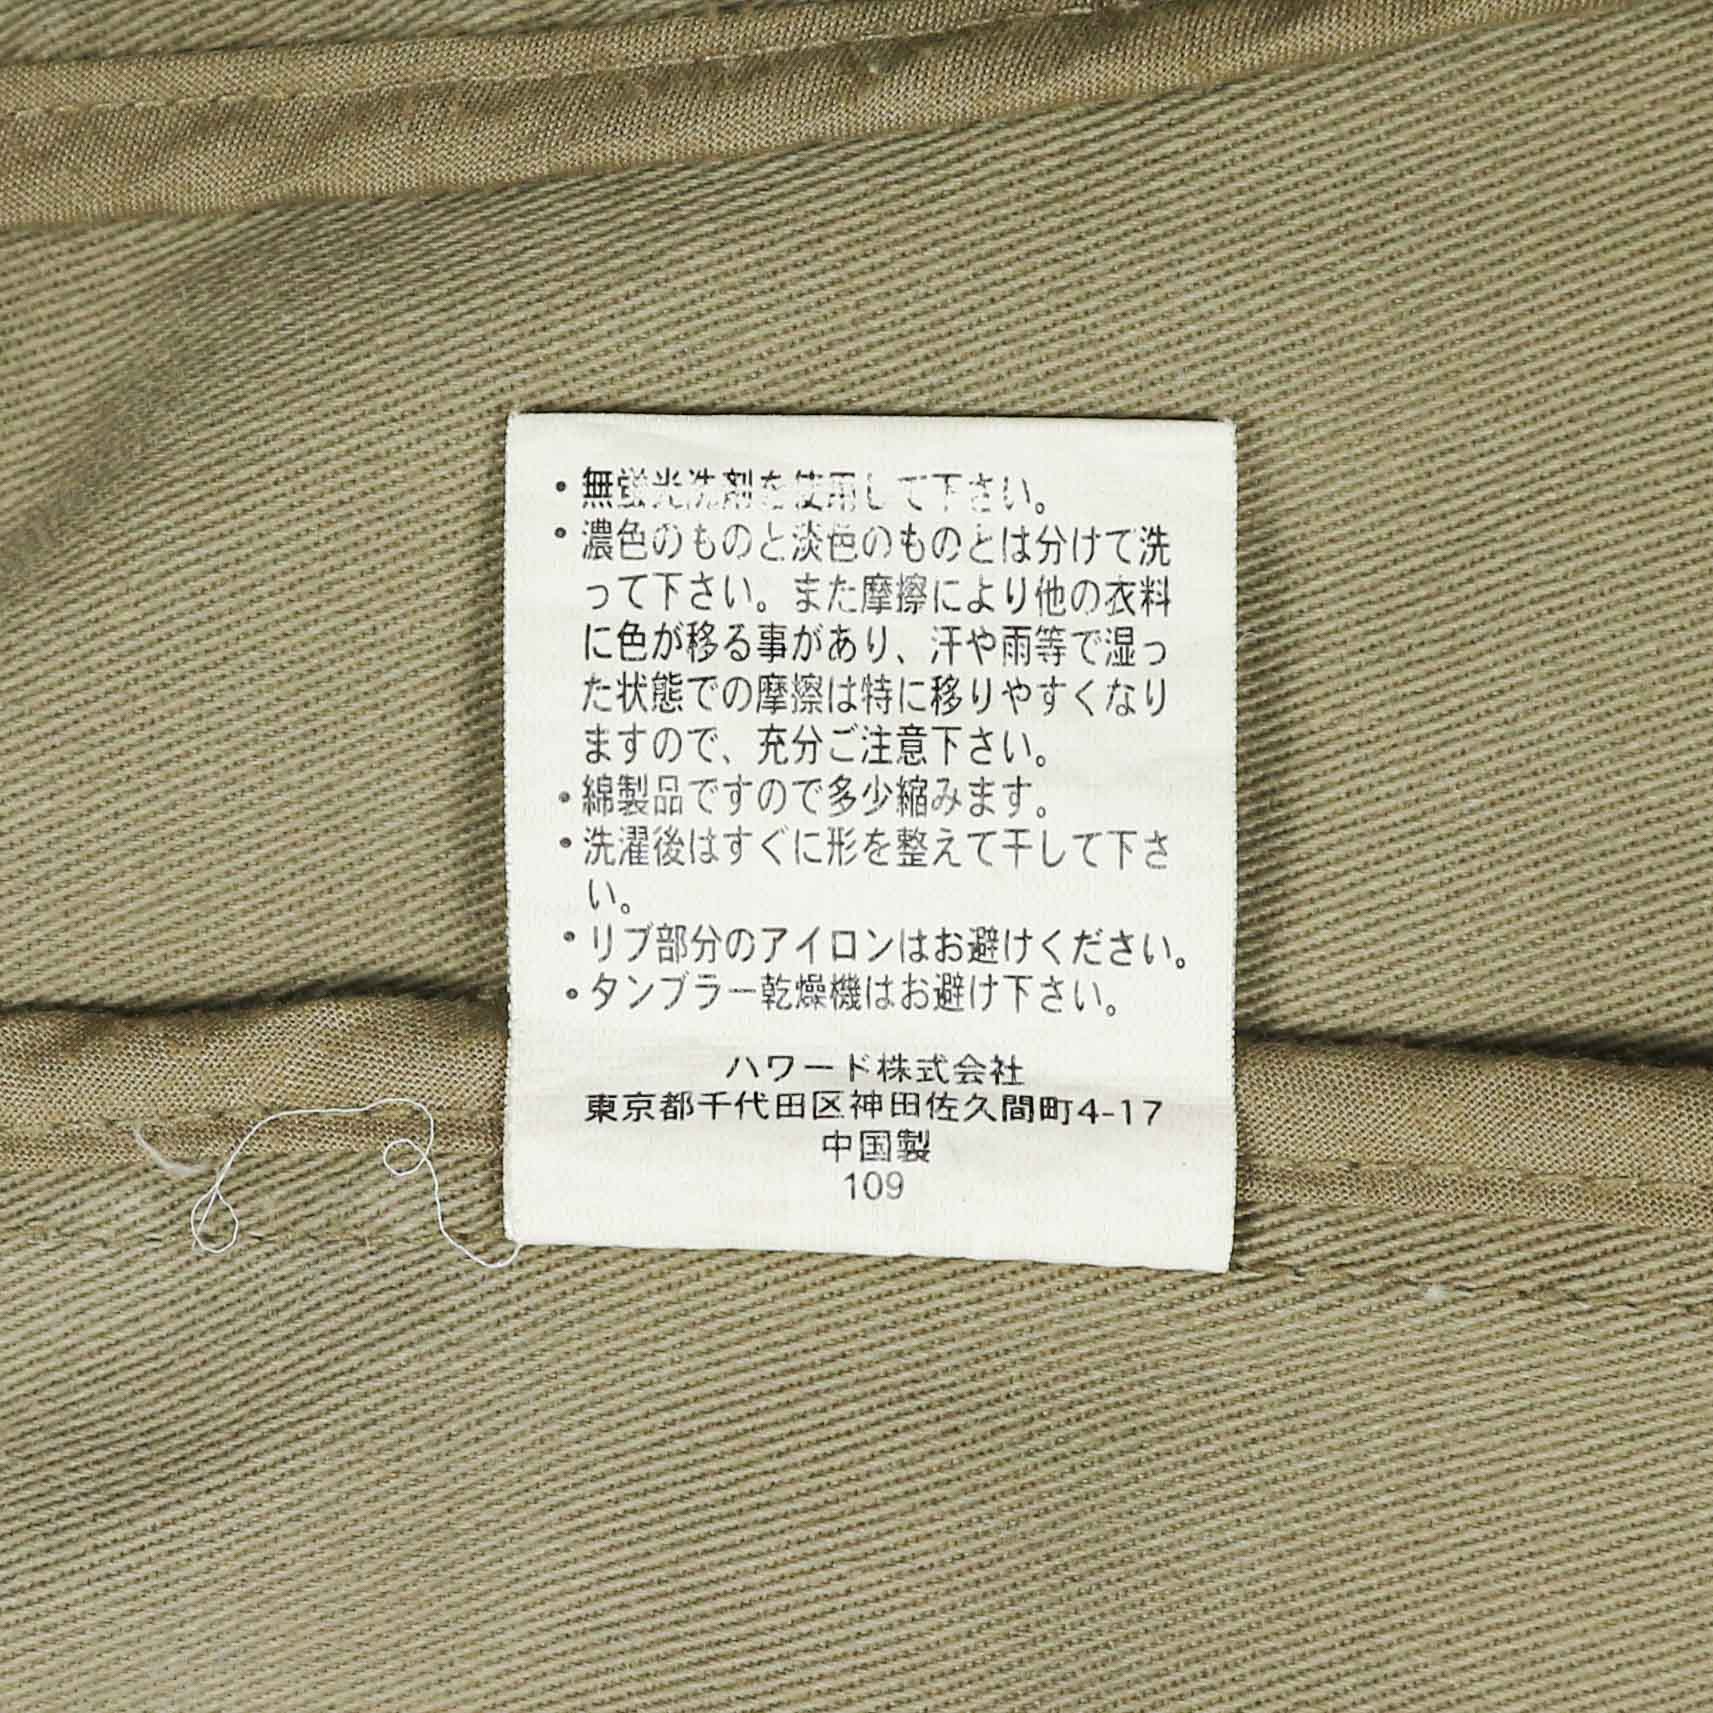 ・無蛍光洗剤を使用して下さい。
・濃色のものと淡色のものとは分けて洗
って下さい。また摩擦により他の衣料
に色が移る事があり、汗や雨等で湿っ
た状態での摩擦は特に移りやすくなり
ますので、充分ご注意下さい。
・綿製品ですので多少縮みます。
・洗濯後はすぐに形を整えて干して下さ
い。
・リブ部分のアイロンはお避けください。
・タンブラー乾燥機はお避け下さい。
ハワード株式会社
東京都千代田区神田佐久間町4-17
中国製
109